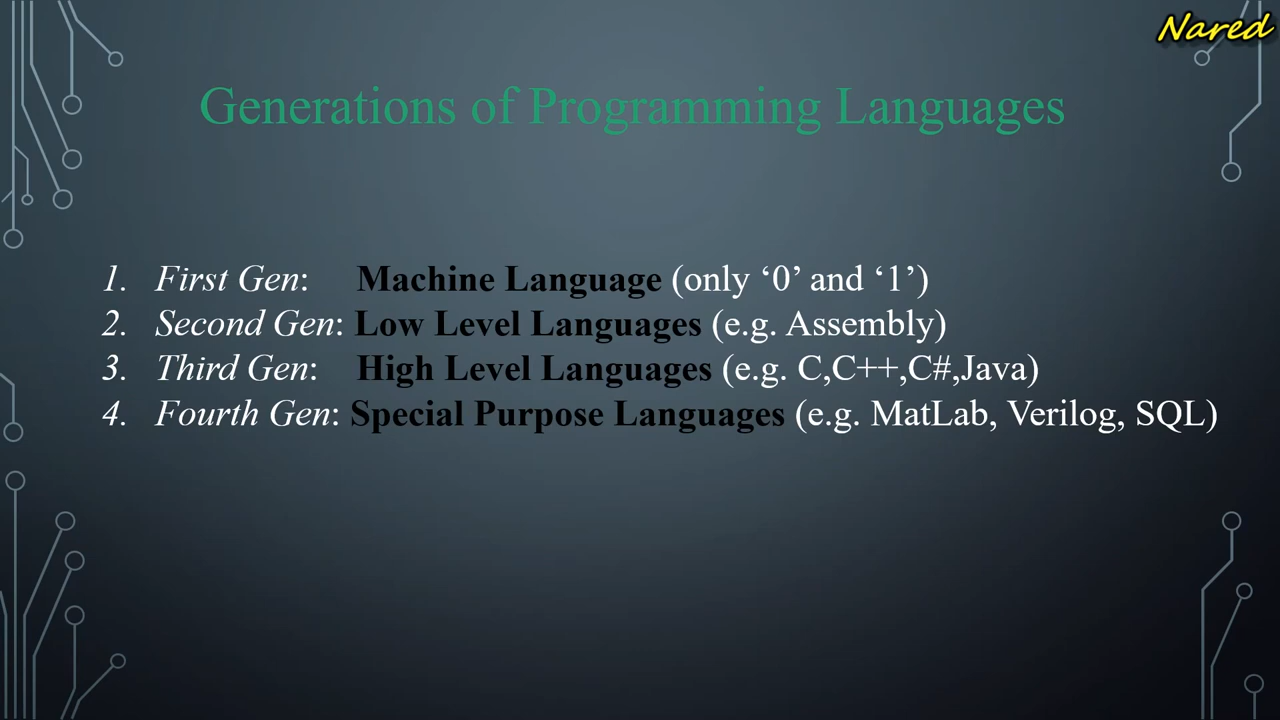 Nared
Generations of Programming Languages
1. First Gen: Machine Language (only ‘0’ and ‘1’)
2. Second Gen: Low Level Languages (e.g. Assembly)
3. Third Gen: High Level Languages (e.g. C,C++,C#,Java)
4. Fourth Gen: Special Purpose Languages (e.g. MatLab, Verilog, SQL)